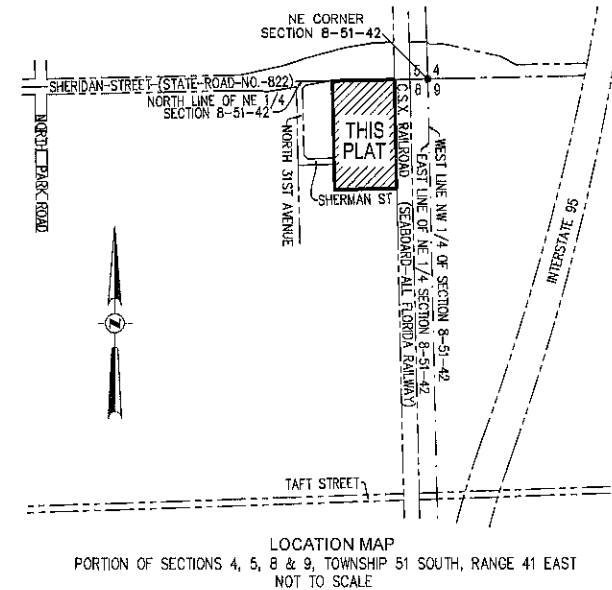 NE CORNER
SECTION 8-51-42
5 4
8 9
SHERIDAN STREET (STATE ROAD NO. 822)
NORTH LINE OF NE 1/4
SECTION 8-51-42
NORTH PARK ROAD
NORTH 31ST AVENUE
THIS
PLAT
SHERMAN ST
C.S.X. RAILROAD (SEABOARD-ALL FLORIDA RAILWAY)
EAST LINE OF NE 1/4 SECTION 8-51-42
WEST LINE NW 1/4 OF SECTION 8-51-42
INTERSTATE 95
N
TAFT STREET
LOCATION MAP
PORTION OF SECTIONS 4, 5, 8 & 9, TOWNSHIP 51 SOUTH, RANGE 41 EAST
NOT TO SCALE